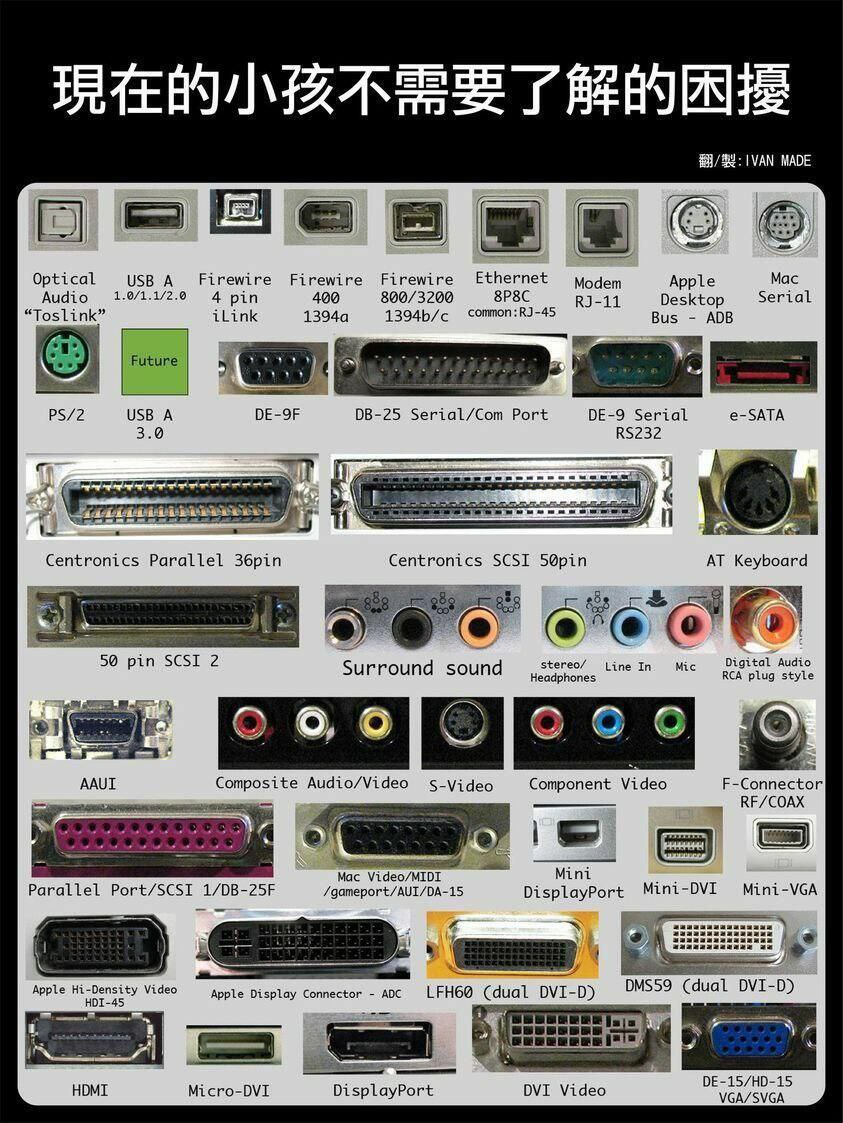 現在的小孩不需要了解的困擾
翻/製:IVAN MADE
Optical
Audio
“Toslink”
USB A
1.0/1.1/2.0
Firewire
4 pin
iLink
Firewire
400
1394a
Firewire
800/3200
1394b/c
Ethernet
8P8C
common:RJ-45
Modem
RJ-11
Apple
Desktop
Bus - ADB
Mac
Serial
PS/2
Future
USB A
3.0
DE-9F
DB-25 Serial/Com Port
DE-9 Serial
RS232
e-SATA
Centronics Parallel 36pin
Centronics SCSI 50pin
AT Keyboard
50 pin SCSI 2
Surround sound
stereo/
Headphones
Line In
Mic
Digital Audio
RCA plug style
AAUI
Composite Audio/Video
S-Video
Component Video
F-Connector
RF/COAX
Parallel Port/SCSI 1/DB-25F
Mac Video/MIDI
/gameport/AUI/DA-15
Mini
DisplayPort
Mini-DVI
Mini-VGA
Apple Hi-Density Video
HDI-45
Apple Display Connector - ADC
LFH60 (dual DVI-D)
DMS59 (dual DVI-D)
HDMI
Micro-DVI
DisplayPort
DVI Video
DE-15/HD-15
VGA/SVGA